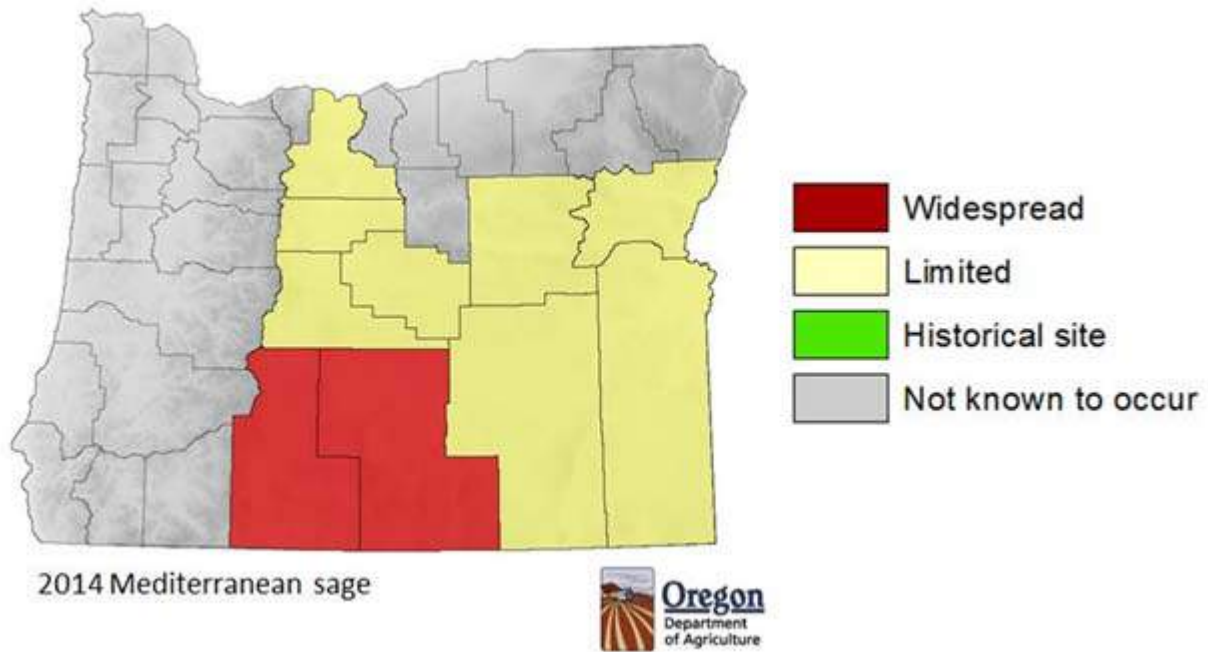 Widespread
Limited
Historical site
Not known to occur
2014 Mediterranean sage
Oregon
Department
of Agriculture